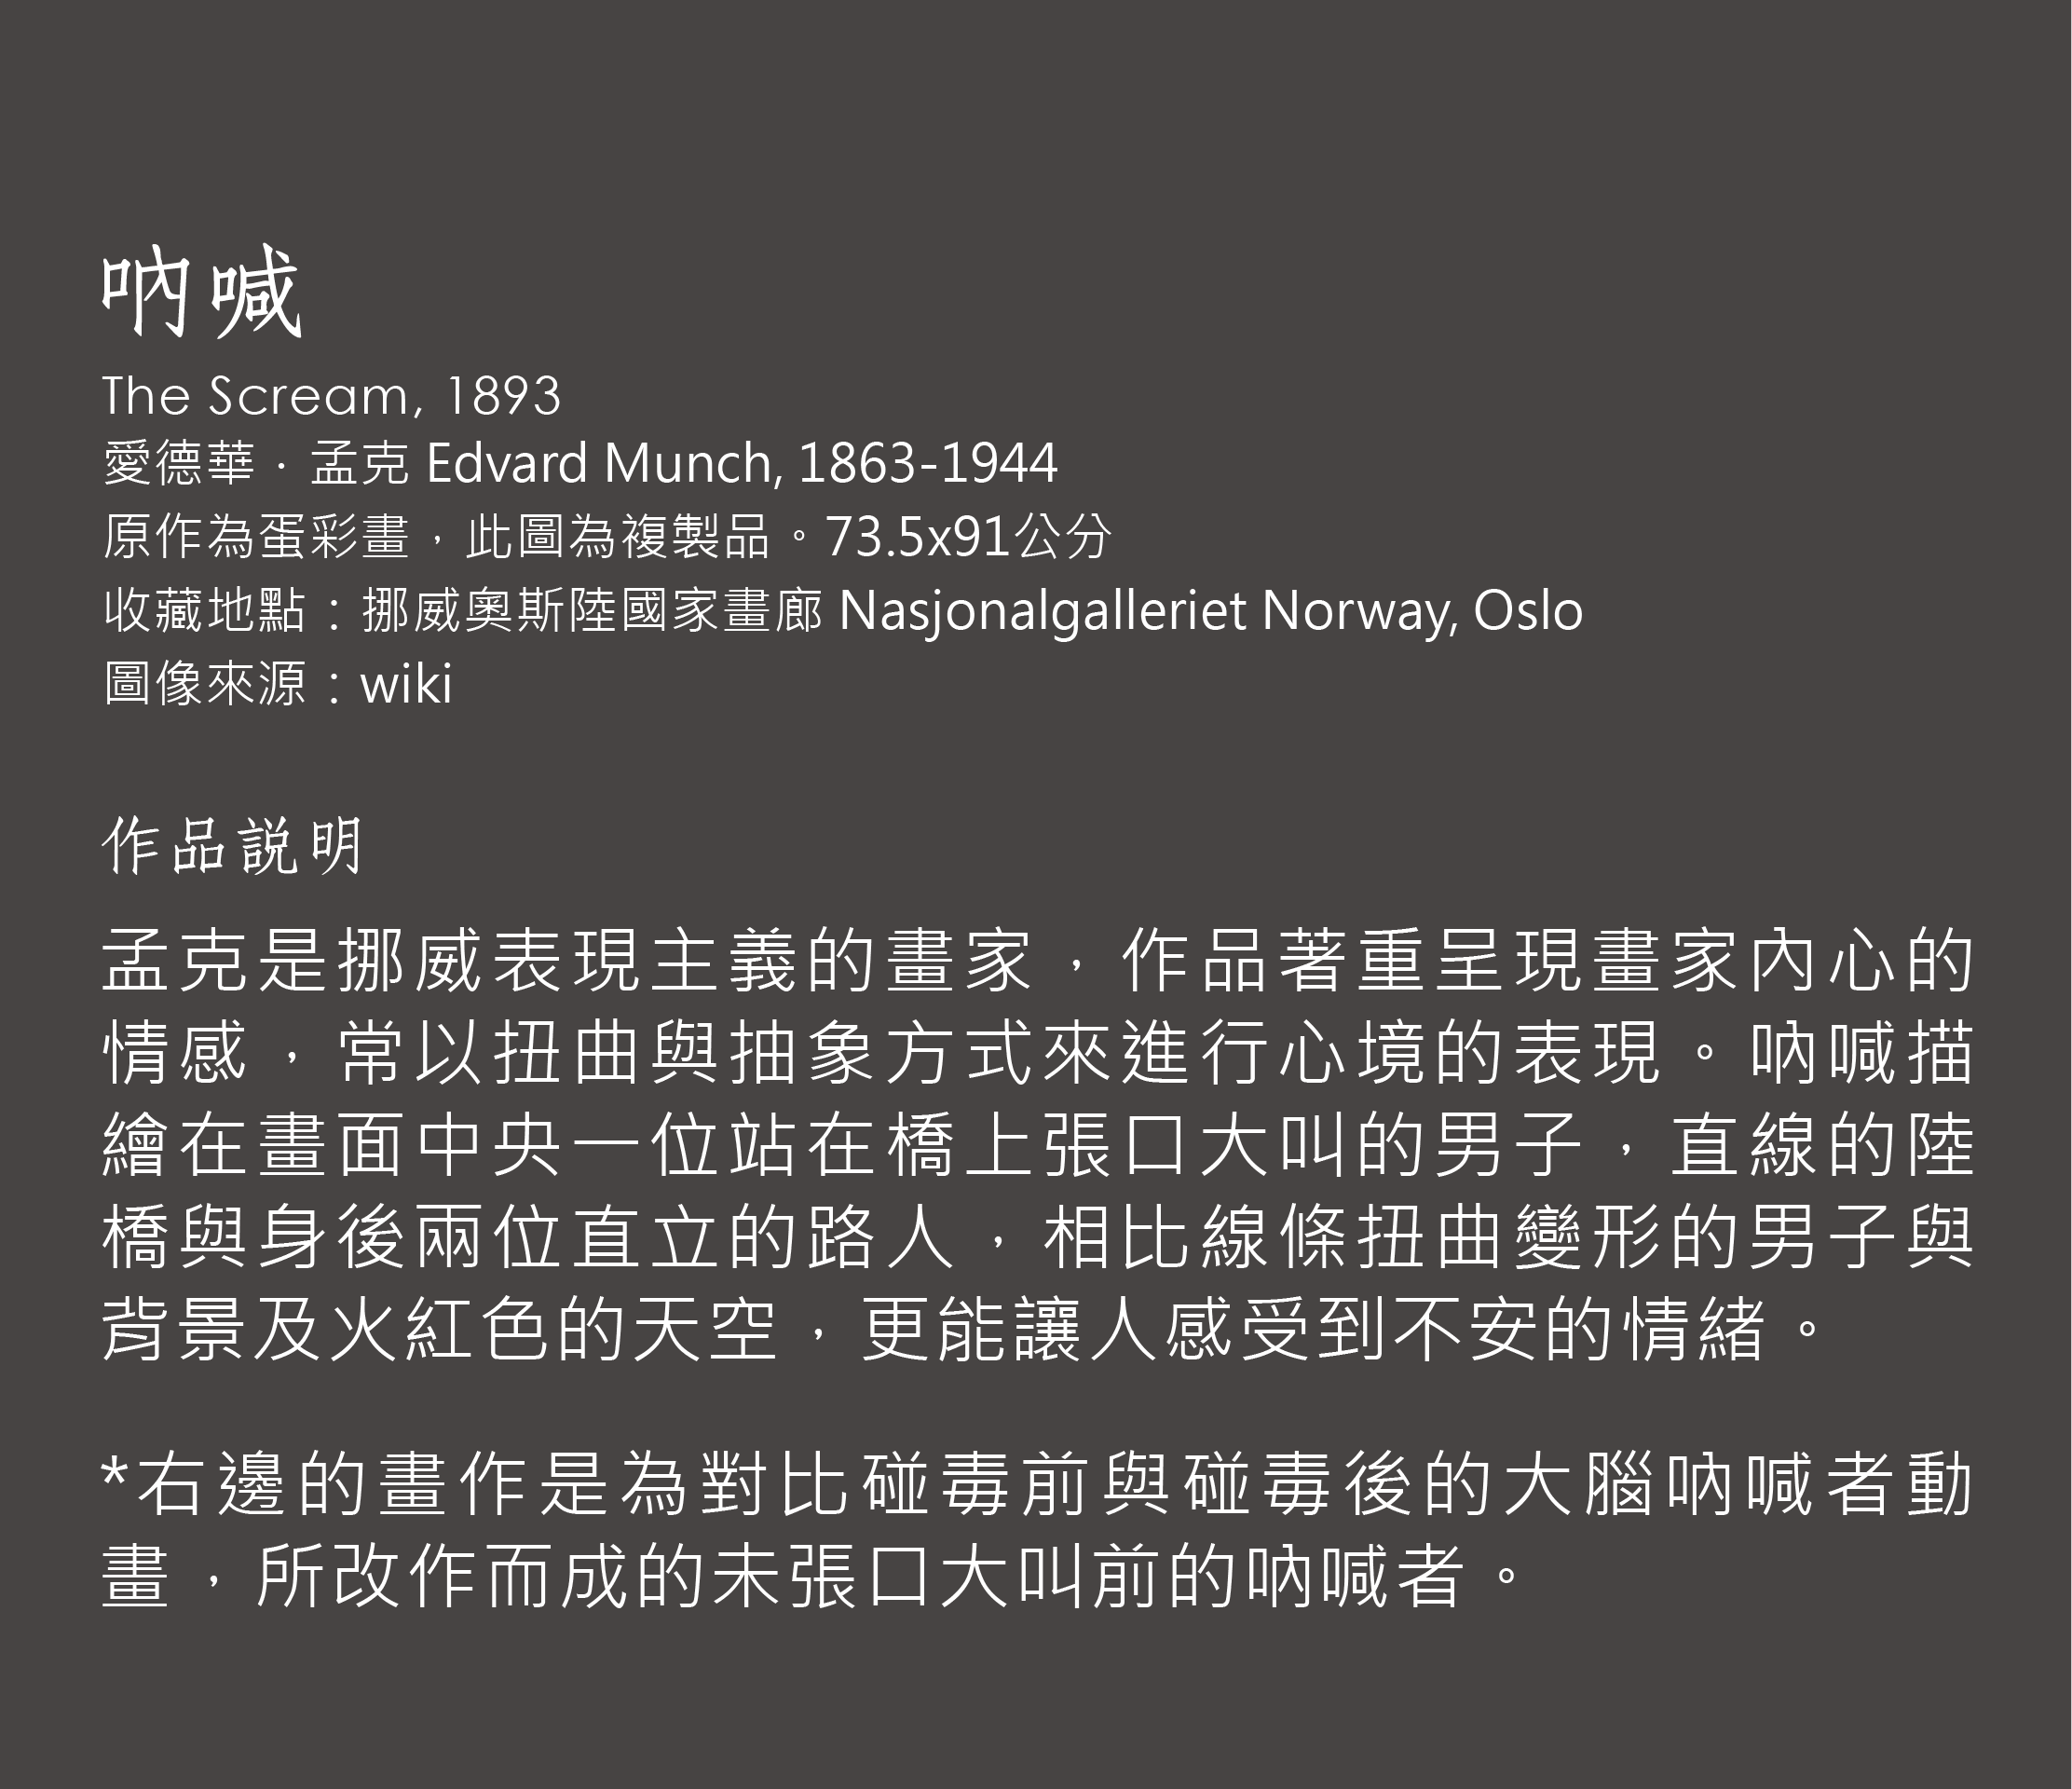 吶喊
The Scream, 1893
愛德華．孟克 Edvard Munch, 1863-1944
原作為蛋彩畫，此圖為複製品。73.5x91公分
收藏地點：挪威奧斯陸國家畫廊 Nasjonalgalleriet Norway, Oslo
圖像來源：wiki
作品說明
孟克是挪威表現主義的畫家，作品著重呈現畫家內心的
情感，常以扭曲與抽象方式來進行心境的表現。吶喊描
繪在畫面中央一位站在橋上張口大叫的男子，直線的陸
橋與身後兩位直立的路人，相比線條扭曲變形的男子與
背景及火紅色的天空，更能讓人感受到不安的情緒。
*右邊的畫作是為對比碰毒前與碰毒後的大腦吶喊者動
畫，所改作而成的未張口大叫前的吶喊者。